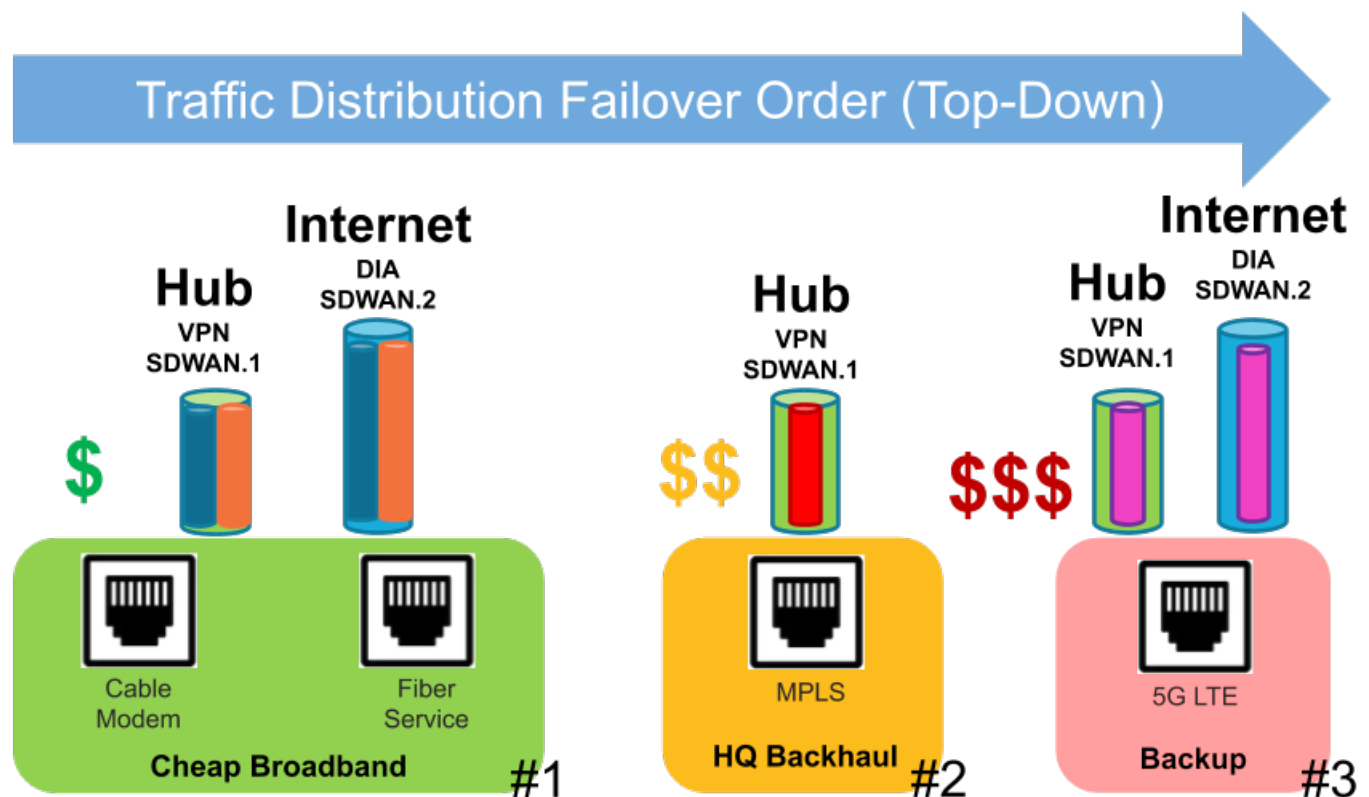 Traffic Distribution Failover Order (Top-Down)
Hub
VPN
SDWAN.1
Internet
DIA
SDWAN.2
$
Cable
Modem
Fiber
Service
Cheap Broadband
#1
Hub
VPN
SDWAN.1
$$
MPLS
HQ Backhaul
#2
Hub
VPN
SDWAN.1
Internet
DIA
SDWAN.2
$$$
5G LTE
Backup
#3